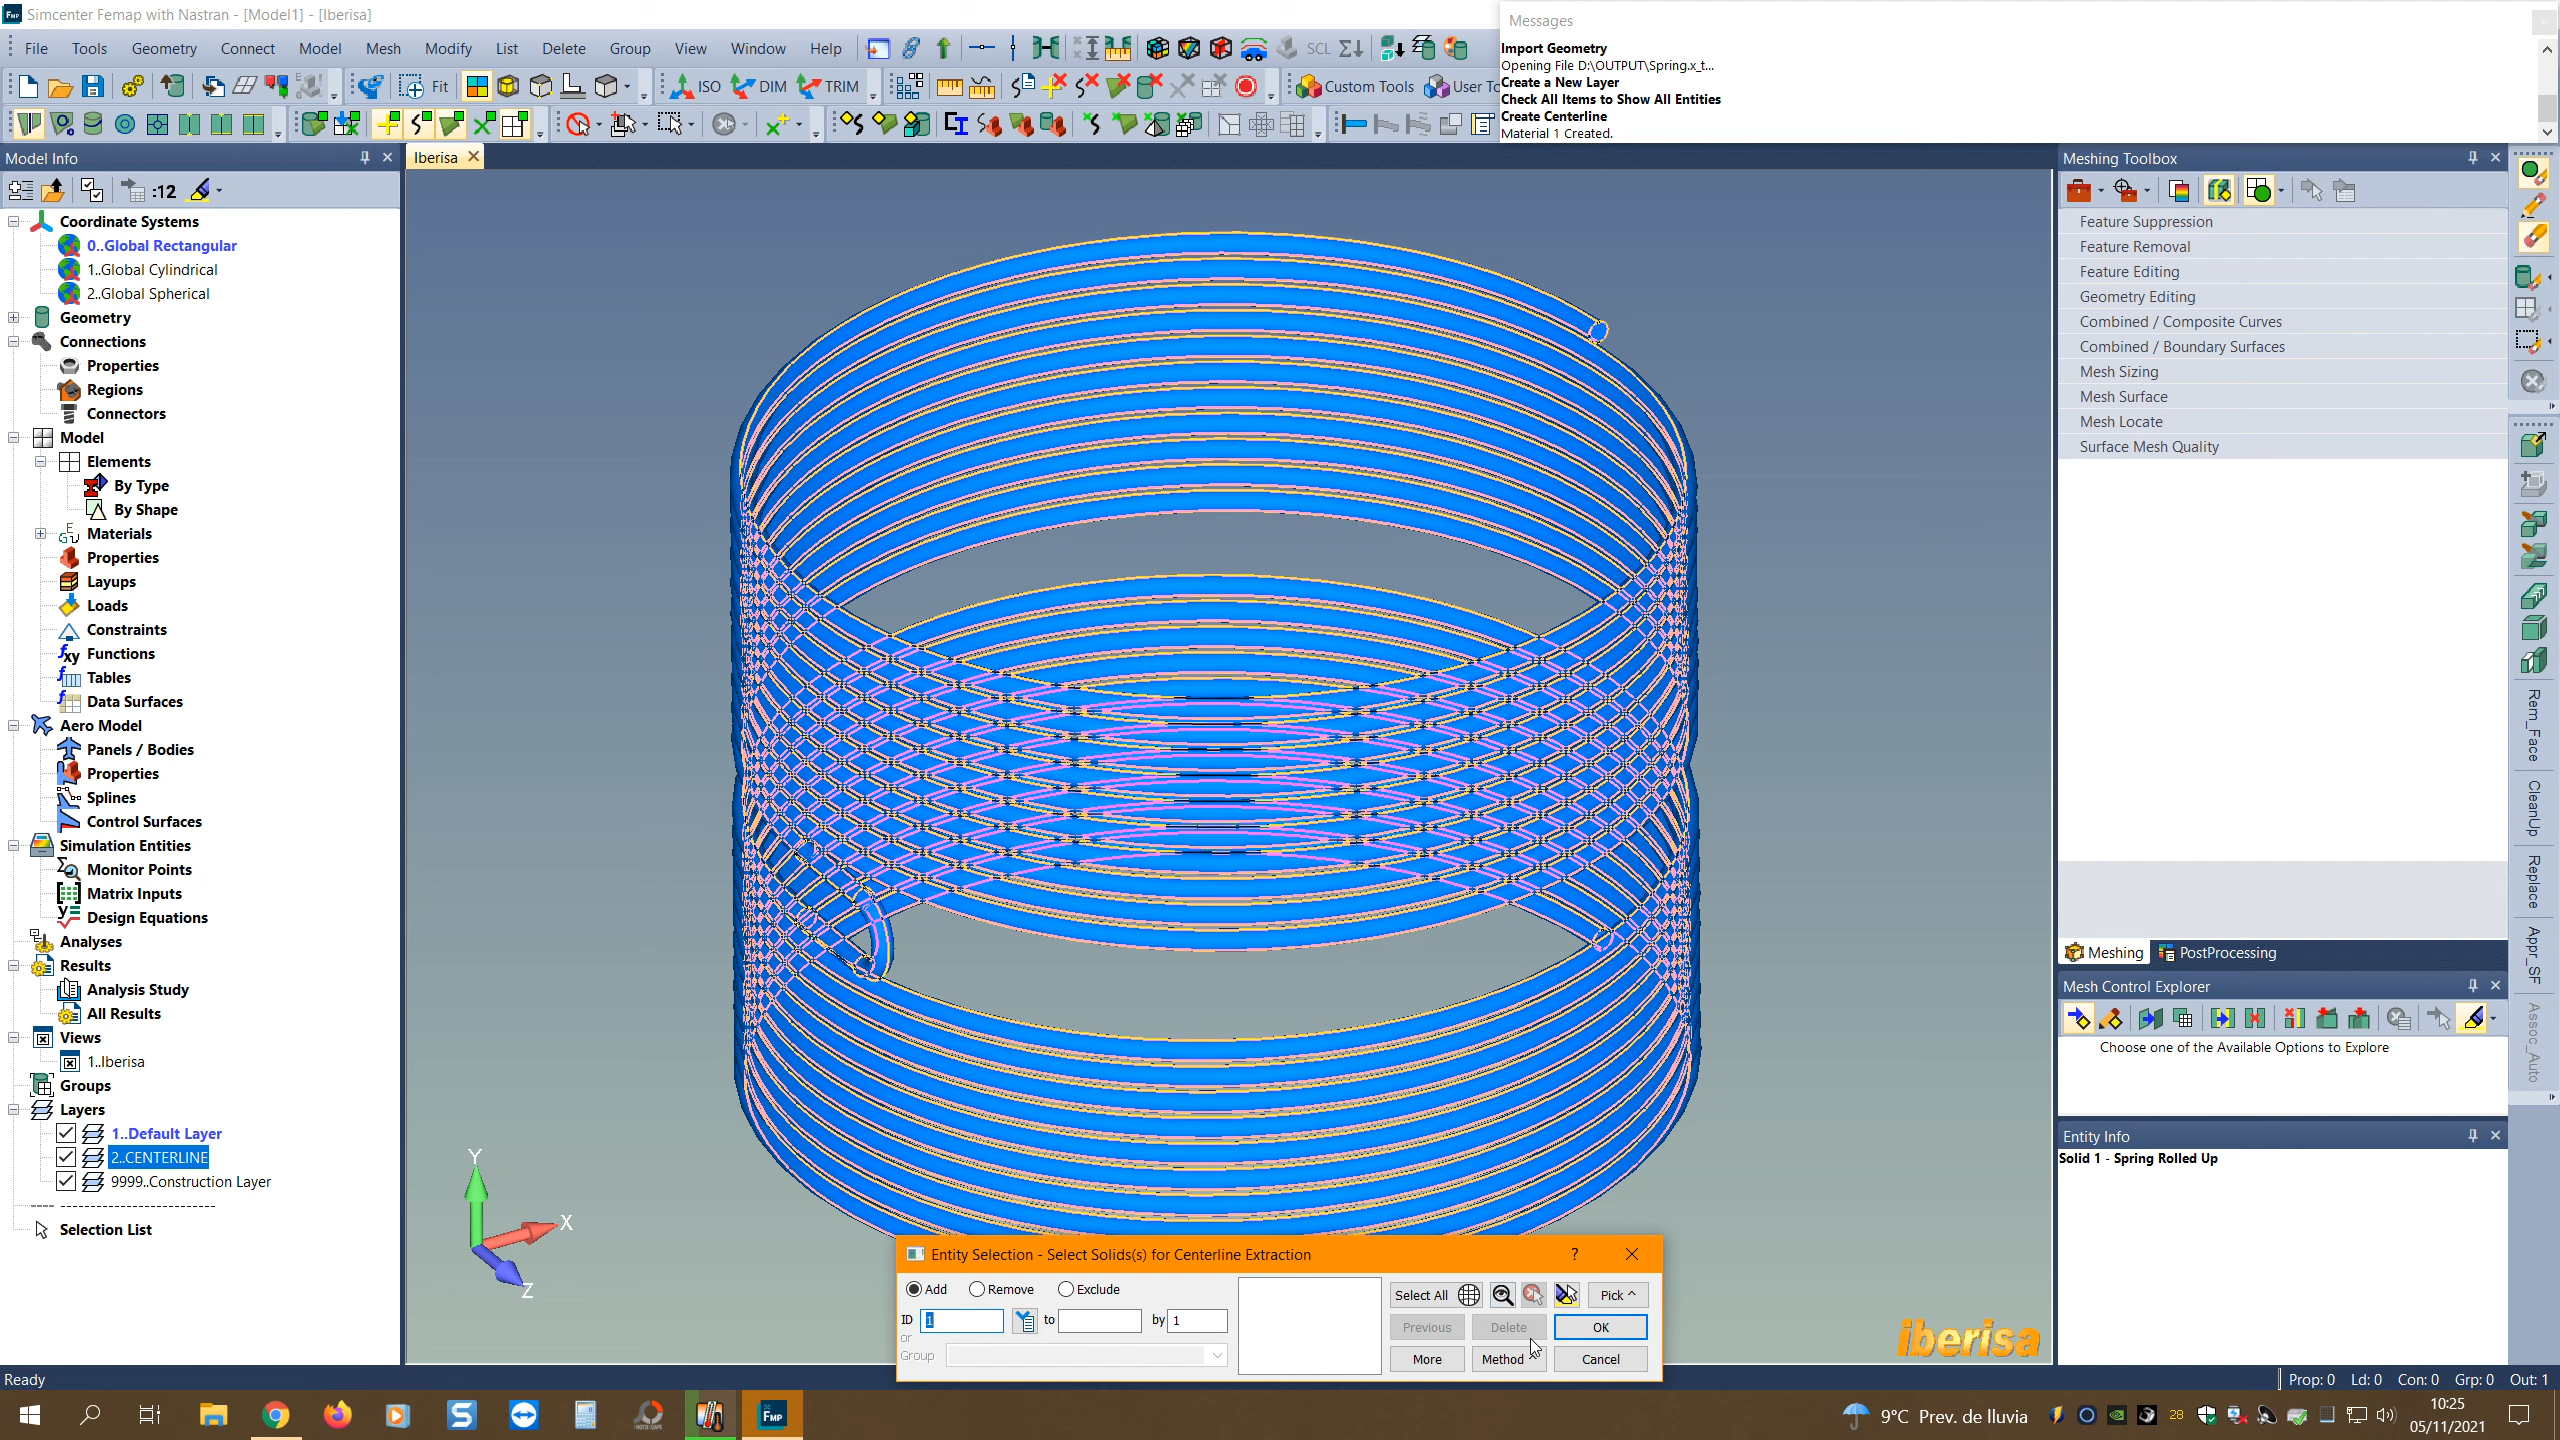 Simcenter Femap with Nastran - [Model1] - [Iberisa]
File Tools Geometry Connect Model Mesh Modify List Delete Group View Window Help
SCL
Fit
ISO
DIM
TRIM
Custom Tools
User To
Messages
Import Geometry
Opening File D:\OUTPUT\Spring.x_t...
Create a New Layer
Check All Items to Show All Entities
Create Centerline
Material 1 Created.
Model Info
:12
Coordinate Systems
0..Global Rectangular
1..Global Cylindrical
2..Global Spherical
Geometry
Connections
Properties
Regions
Connectors
Model
Elements
By Type
By Shape
Materials
Properties
Layups
Loads
Constraints
Functions
Tables
Data Surfaces
Aero Model
Panels / Bodies
Properties
Splines
Control Surfaces
Simulation Entities
Monitor Points
Matrix Inputs
Design Equations
Analyses
Results
Analysis Study
All Results
Views
1..Iberisa
Groups
Layers
1..Default Layer
2..CENTERLINE
9999..Construction Layer
Selection List
Iberisa
Y
X
Z
iberisa
Entity Selection - Select Solids(s) for Centerline Extraction
?
Add
Remove
Exclude
ID
1
to
by
1
or
Group
Select All
Pick ^
Previous
Delete
OK
More
Method ^
Cancel
Meshing Toolbox
Feature Suppression
Feature Removal
Feature Editing
Geometry Editing
Combined / Composite Curves
Combined / Boundary Surfaces
Mesh Sizing
Mesh Surface
Mesh Locate
Surface Mesh Quality
Meshing
PostProcessing
Mesh Control Explorer
Choose one of the Available Options to Explore
Entity Info
Solid 1 - Spring Rolled Up
Rem_Face
CleanUp
Replace
Appr_SF
Assoc_Auto
Ready
Prop: 0 Ld: 0 Con: 0 Grp: 0 Out: 1
FMP
9°C Prev. de lluvia
28
10:25
05/11/2021